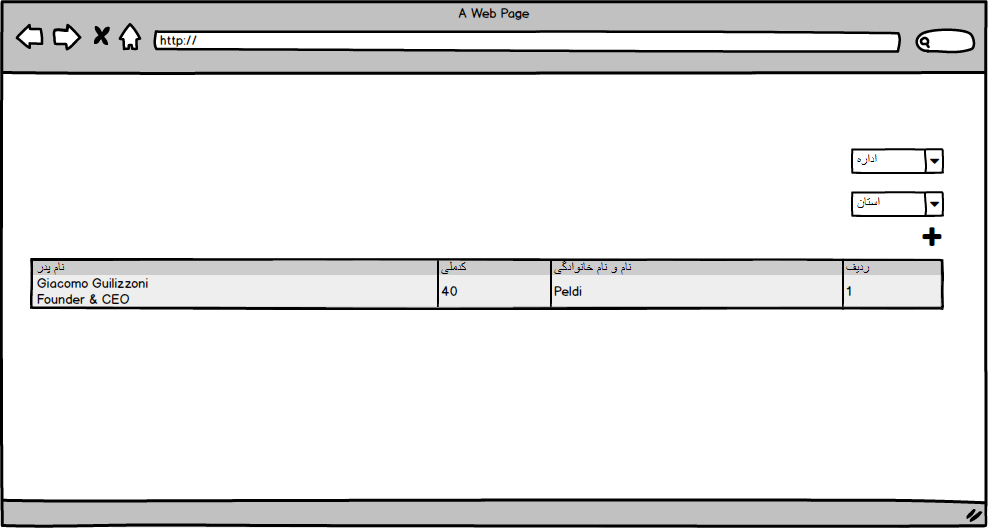 A Web Page
http://
اداره
استان
ردیف
نام و نام خانوادگی
کدملی
نام پدر
1
Peldi
40
Giacomo Guilizzoni
Founder & CEO